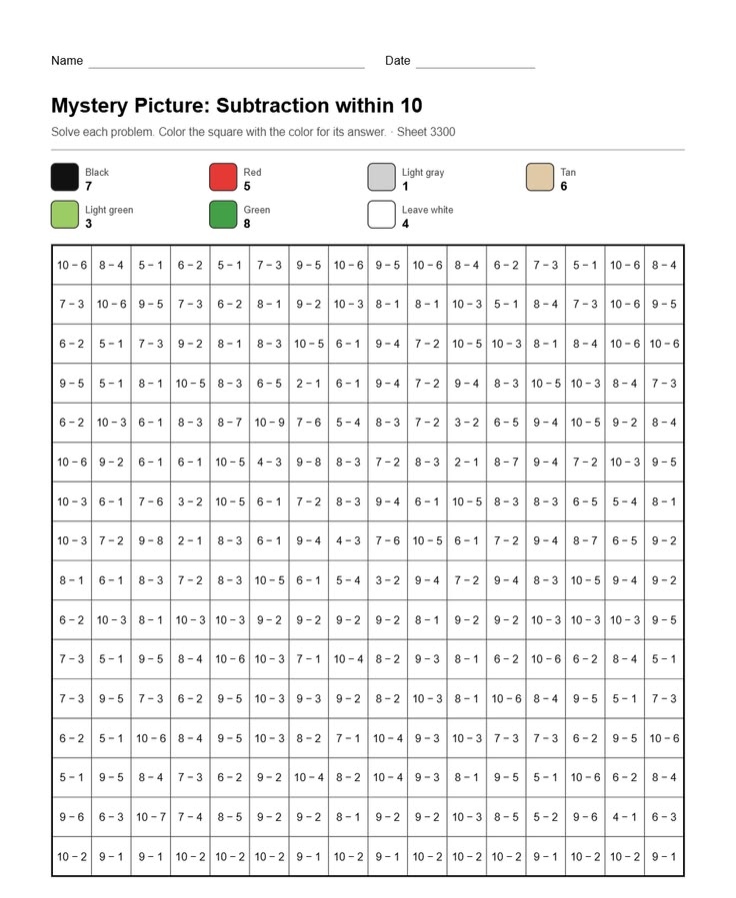 Name Date
Mystery Picture: Subtraction within 10
Solve each problem. Color the square with the color for its answer. · Sheet 3300
Black Red Light gray Tan
7 5 1 6
Light green Green Leave white
3 8 4
10 – 6 8 – 4 5 – 1 6 – 2 5 – 1 7 – 3 9 – 5 10 – 6 9 – 5 10 – 6 8 – 4 6 – 2 7 – 3 5 – 1 10 – 6 8 – 4
7 – 3 10 – 6 9 – 5 7 – 3 6 – 2 8 – 1 9 – 2 10 – 3 8 – 1 8 – 1 10 – 3 5 – 1 8 – 4 7 – 3 10 – 6 9 – 5
6 – 2 5 – 1 7 – 3 9 – 2 8 – 1 8 – 3 10 – 5 6 – 1 9 – 4 7 – 2 10 – 5 10 – 3 8 – 1 8 – 4 10 – 6 10 – 6
9 – 5 5 – 1 8 – 1 10 – 5 8 – 3 6 – 5 2 – 1 6 – 1 9 – 4 7 – 2 9 – 4 8 – 3 10 – 5 10 – 3 8 – 4 7 – 3
6 – 2 10 – 3 6 – 1 8 – 3 8 – 7 10 – 9 7 – 6 5 – 4 8 – 3 7 – 2 3 – 2 6 – 5 9 – 4 10 – 5 9 – 2 8 – 4
10 – 6 9 – 2 6 – 1 6 – 1 10 – 5 4 – 3 9 – 8 8 – 3 7 – 2 8 – 3 2 – 1 8 – 7 9 – 4 7 – 2 10 – 3 9 – 5
10 – 3 6 – 1 7 – 6 3 – 2 10 – 5 6 – 1 7 – 2 8 – 3 9 – 4 6 – 1 10 – 5 8 – 3 8 – 3 6 – 5 5 – 4 8 – 1
10 – 3 7 – 2 9 – 8 2 – 1 8 – 3 6 – 1 9 – 4 4 – 3 7 – 6 10 – 5 6 – 1 7 – 2 9 – 4 8 – 7 6 – 5 9 – 2
8 – 1 6 – 1 8 – 3 7 – 2 8 – 3 10 – 5 6 – 1 5 – 4 3 – 2 9 – 4 7 – 2 9 – 4 8 – 3 10 – 5 9 – 4 9 – 2
6 – 2 10 – 3 8 – 1 10 – 3 10 – 3 9 – 2 9 – 2 9 – 2 9 – 2 8 – 1 9 – 2 9 – 2 10 – 3 10 – 3 10 – 3 9 – 5
7 – 3 5 – 1 9 – 5 8 – 4 10 – 6 10 – 3 7 – 1 10 – 4 8 – 2 9 – 3 8 – 1 6 – 2 10 – 6 6 – 2 8 – 4 5 – 1
7 – 3 9 – 5 7 – 3 6 – 2 9 – 5 10 – 3 9 – 3 9 – 2 8 – 2 10 – 3 8 – 1 10 – 6 8 – 4 9 – 5 5 – 1 7 – 3
6 – 2 5 – 1 10 – 6 8 – 4 9 – 5 10 – 3 8 – 2 7 – 1 10 – 4 9 – 3 10 – 3 7 – 3 7 – 3 6 – 2 9 – 5 10 – 6
5 – 1 9 – 5 8 – 4 7 – 3 6 – 2 9 – 2 10 – 4 8 – 2 10 – 4 9 – 3 8 – 1 9 – 5 5 – 1 10 – 6 6 – 2 8 – 4
9 – 6 6 – 3 10 – 7 7 – 4 8 – 5 9 – 2 9 – 2 8 – 1 9 – 2 9 – 2 10 – 3 8 – 5 5 – 2 9 – 6 4 – 1 6 – 3
10 – 2 9 – 1 9 – 1 10 – 2 10 – 2 10 – 2 9 – 1 10 – 2 9 – 1 10 – 2 10 – 2 10 – 2 9 – 1 10 – 2 10 – 2 9 – 1